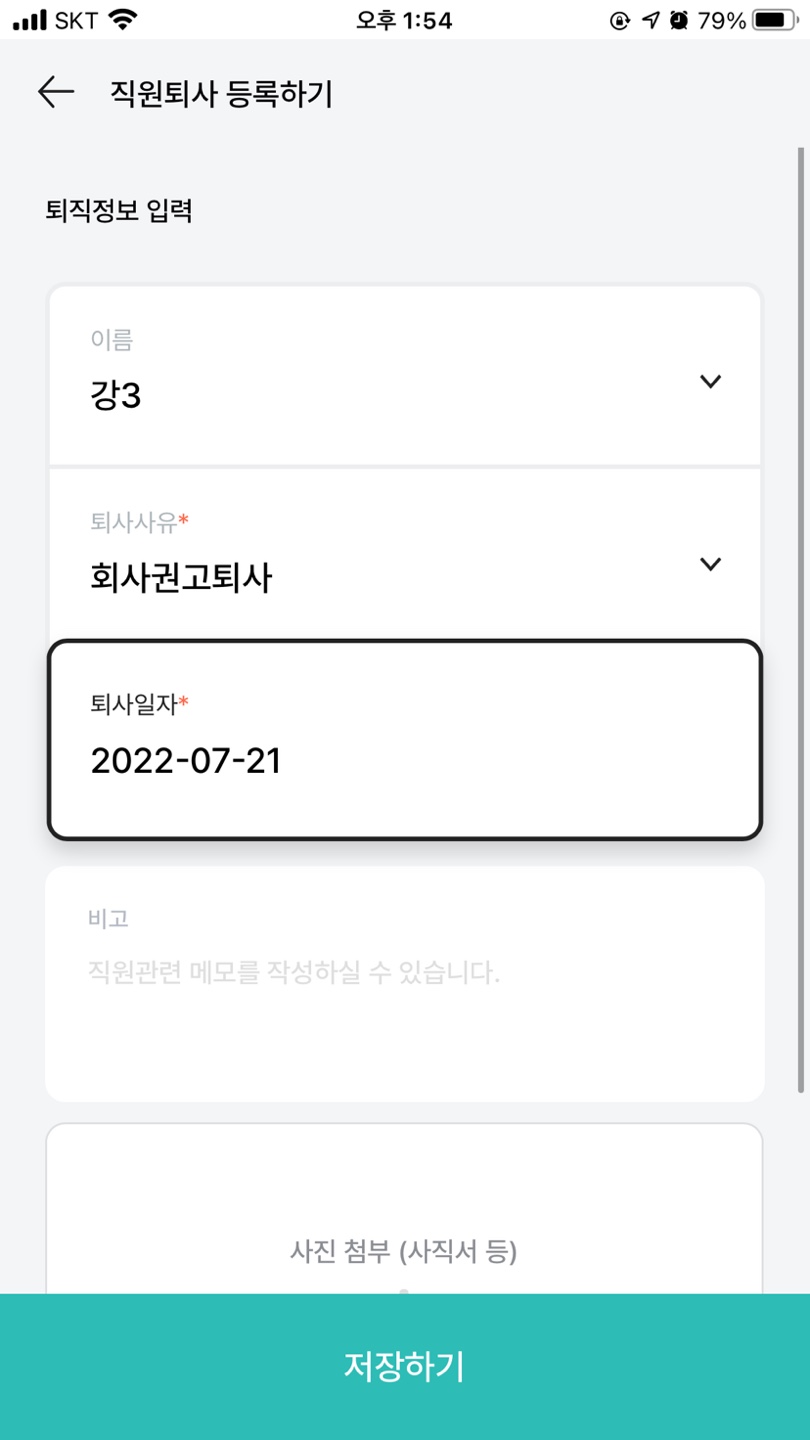 SKT 오후 1:54 79%
직원퇴사 등록하기
퇴직정보 입력
이름
강3
퇴사사유*
회사권고퇴사
퇴사일자*
2022-07-21
비고
직원관련 메모를 작성하실 수 있습니다.
사진 첨부 (사직서 등)
저장하기